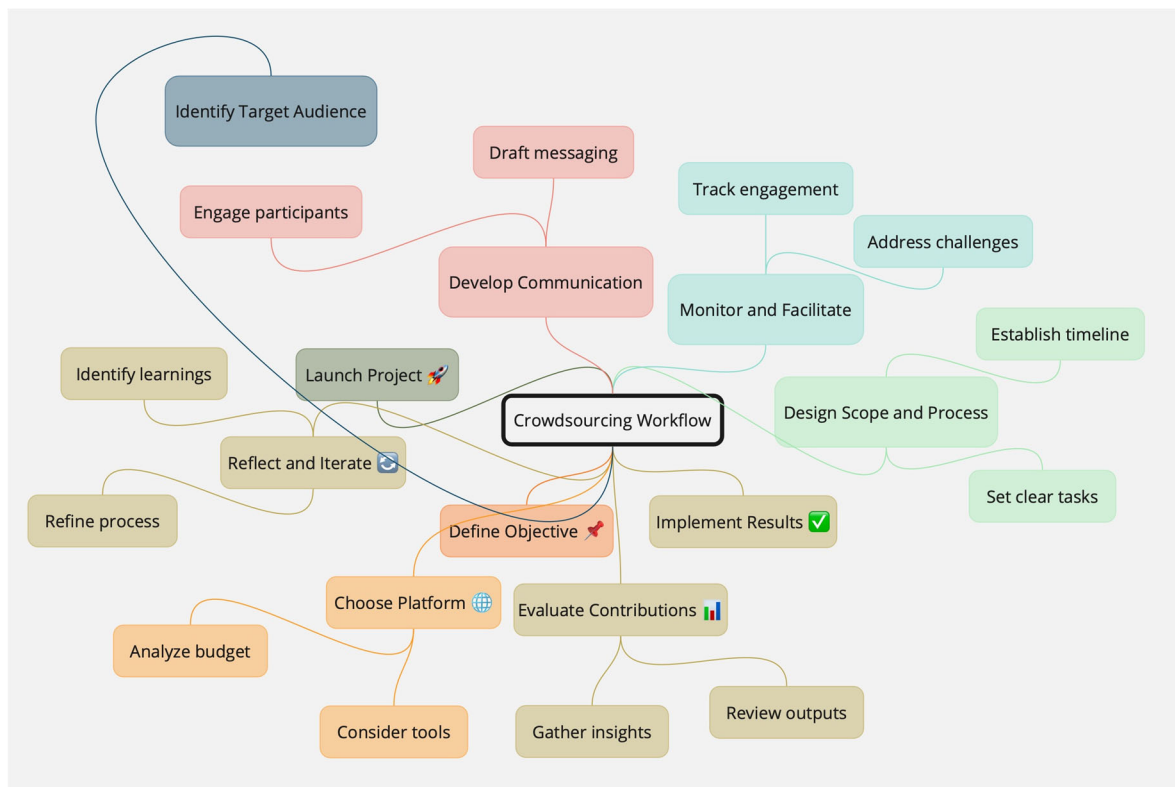 Identify Target Audience
Draft messaging
Track engagement
Engage participants
Address challenges
Develop Communication
Monitor and Facilitate
Establish timeline
Identify learnings
Launch Project 🚀
Design Scope and Process
Crowdsourcing Workflow
Reflect and Iterate 🔄
Set clear tasks
Refine process
Define Objective 📌
Implement Results ✅
Choose Platform 🌐
Evaluate Contributions 📊
Analyze budget
Review outputs
Consider tools
Gather insights